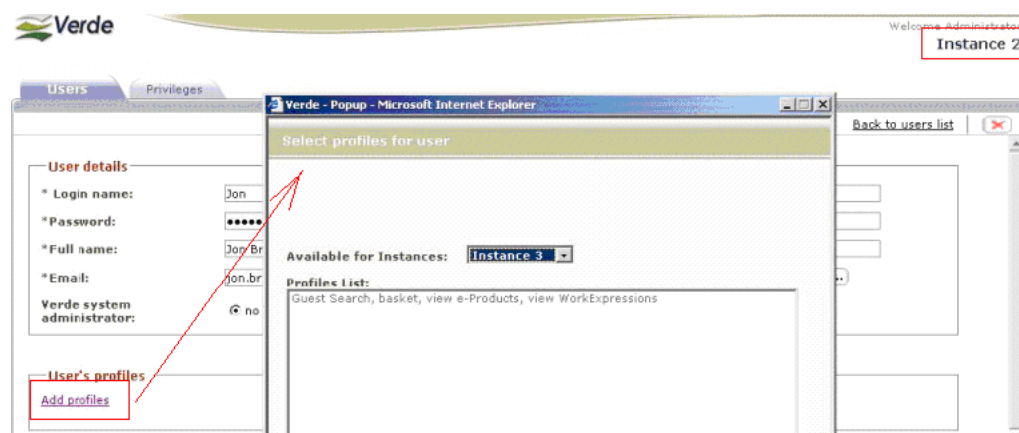 Verde
Welcome Administrator
Instance 2
Users
Privileges
Verde - Popup - Microsoft Internet Explorer
Back to users list
Select profiles for user
User details
* Login name:
Jon
*Password:
*Full name:
Jon Br
Available for Instances:
Instance 3
*Email:
jon.br
Profiles List:
Guest Search, basket, view e-Products, view WorkExpressions
Verde system
administrator:
no
User's profiles
Add profiles